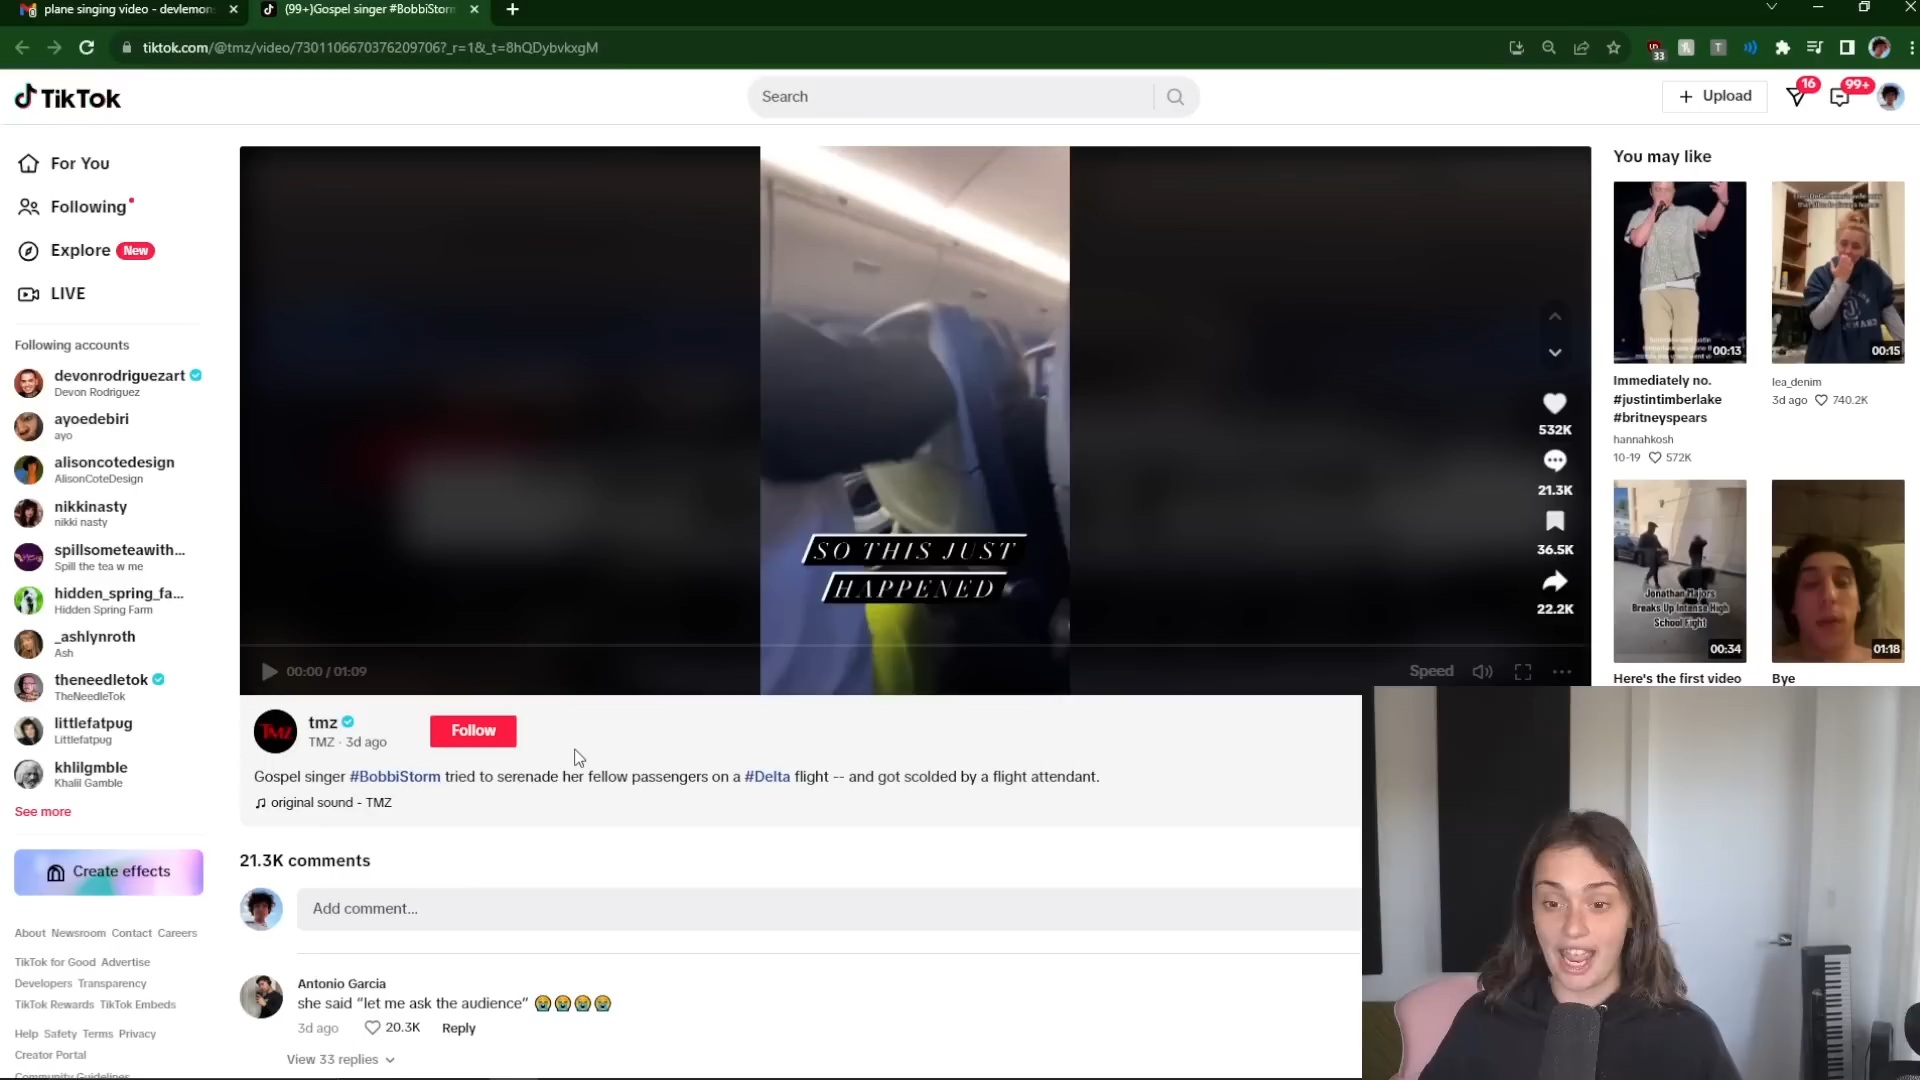 plane singing video - devlemon
(99+)Gospel singer #BobbiStorm
tiktok.com/@tmz/video/7301106670376209706?_r=1&_t=8hQDybvkxgM
33
TikTok
Search
Upload
16
99+
For You
Following
Explore New
LIVE
Following accounts
devonrodriguezart
Devon Rodriguez
ayoedebiri
ayo
alisoncotedesign
AlisonCoteDesign
nikkinasty
nikki nasty
spillsometeawith...
Spill the tea w me
hidden_spring_fa...
Hidden Spring Farm
_ashlynroth
Ash
theneedletok
TheNeedleTok
littlefatpug
Littlefatpug
khlilgmble
Khalil Gamble
See more
Create effects
About Newsroom Contact Careers
TikTok for Good Advertise
Developers Transparency
TikTok Rewards TikTok Embeds
Help Safety Terms Privacy
Creator Portal
Community Guidelines
SO THIS JUST
HAPPENED
532K
21.3K
36.5K
22.2K
00:00 / 01:09
Speed
TMZ
tmz
TMZ · 3d ago
Follow
Gospel singer #BobbiStorm tried to serenade her fellow passengers on a #Delta flight -- and got scolded by a flight attendant.
original sound - TMZ
21.3K comments
Add comment...
Antonio Garcia
she said “let me ask the audience” 😭😭😭😭
3d ago 20.3K Reply
View 33 replies
You may like
00:13
00:15
Immediately no.
#justintimberlake
#britneyspears
hannahkosh
10-19 572K
lea_denim
3d ago 740.2K
Jonathan Majors
Breaks Up Intense High
School Fight
00:34
01:18
Here's the first video
Bye